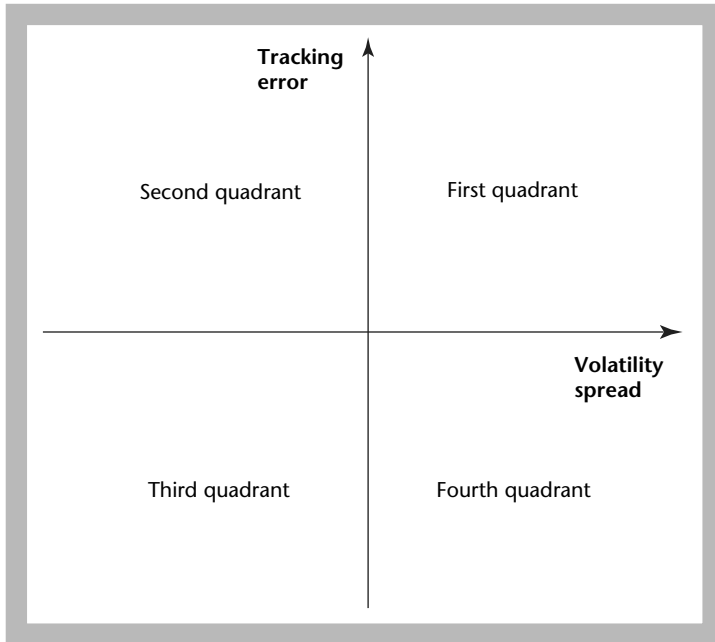 Tracking
error
Second quadrant
First quadrant
Volatility
spread
Third quadrant
Fourth quadrant